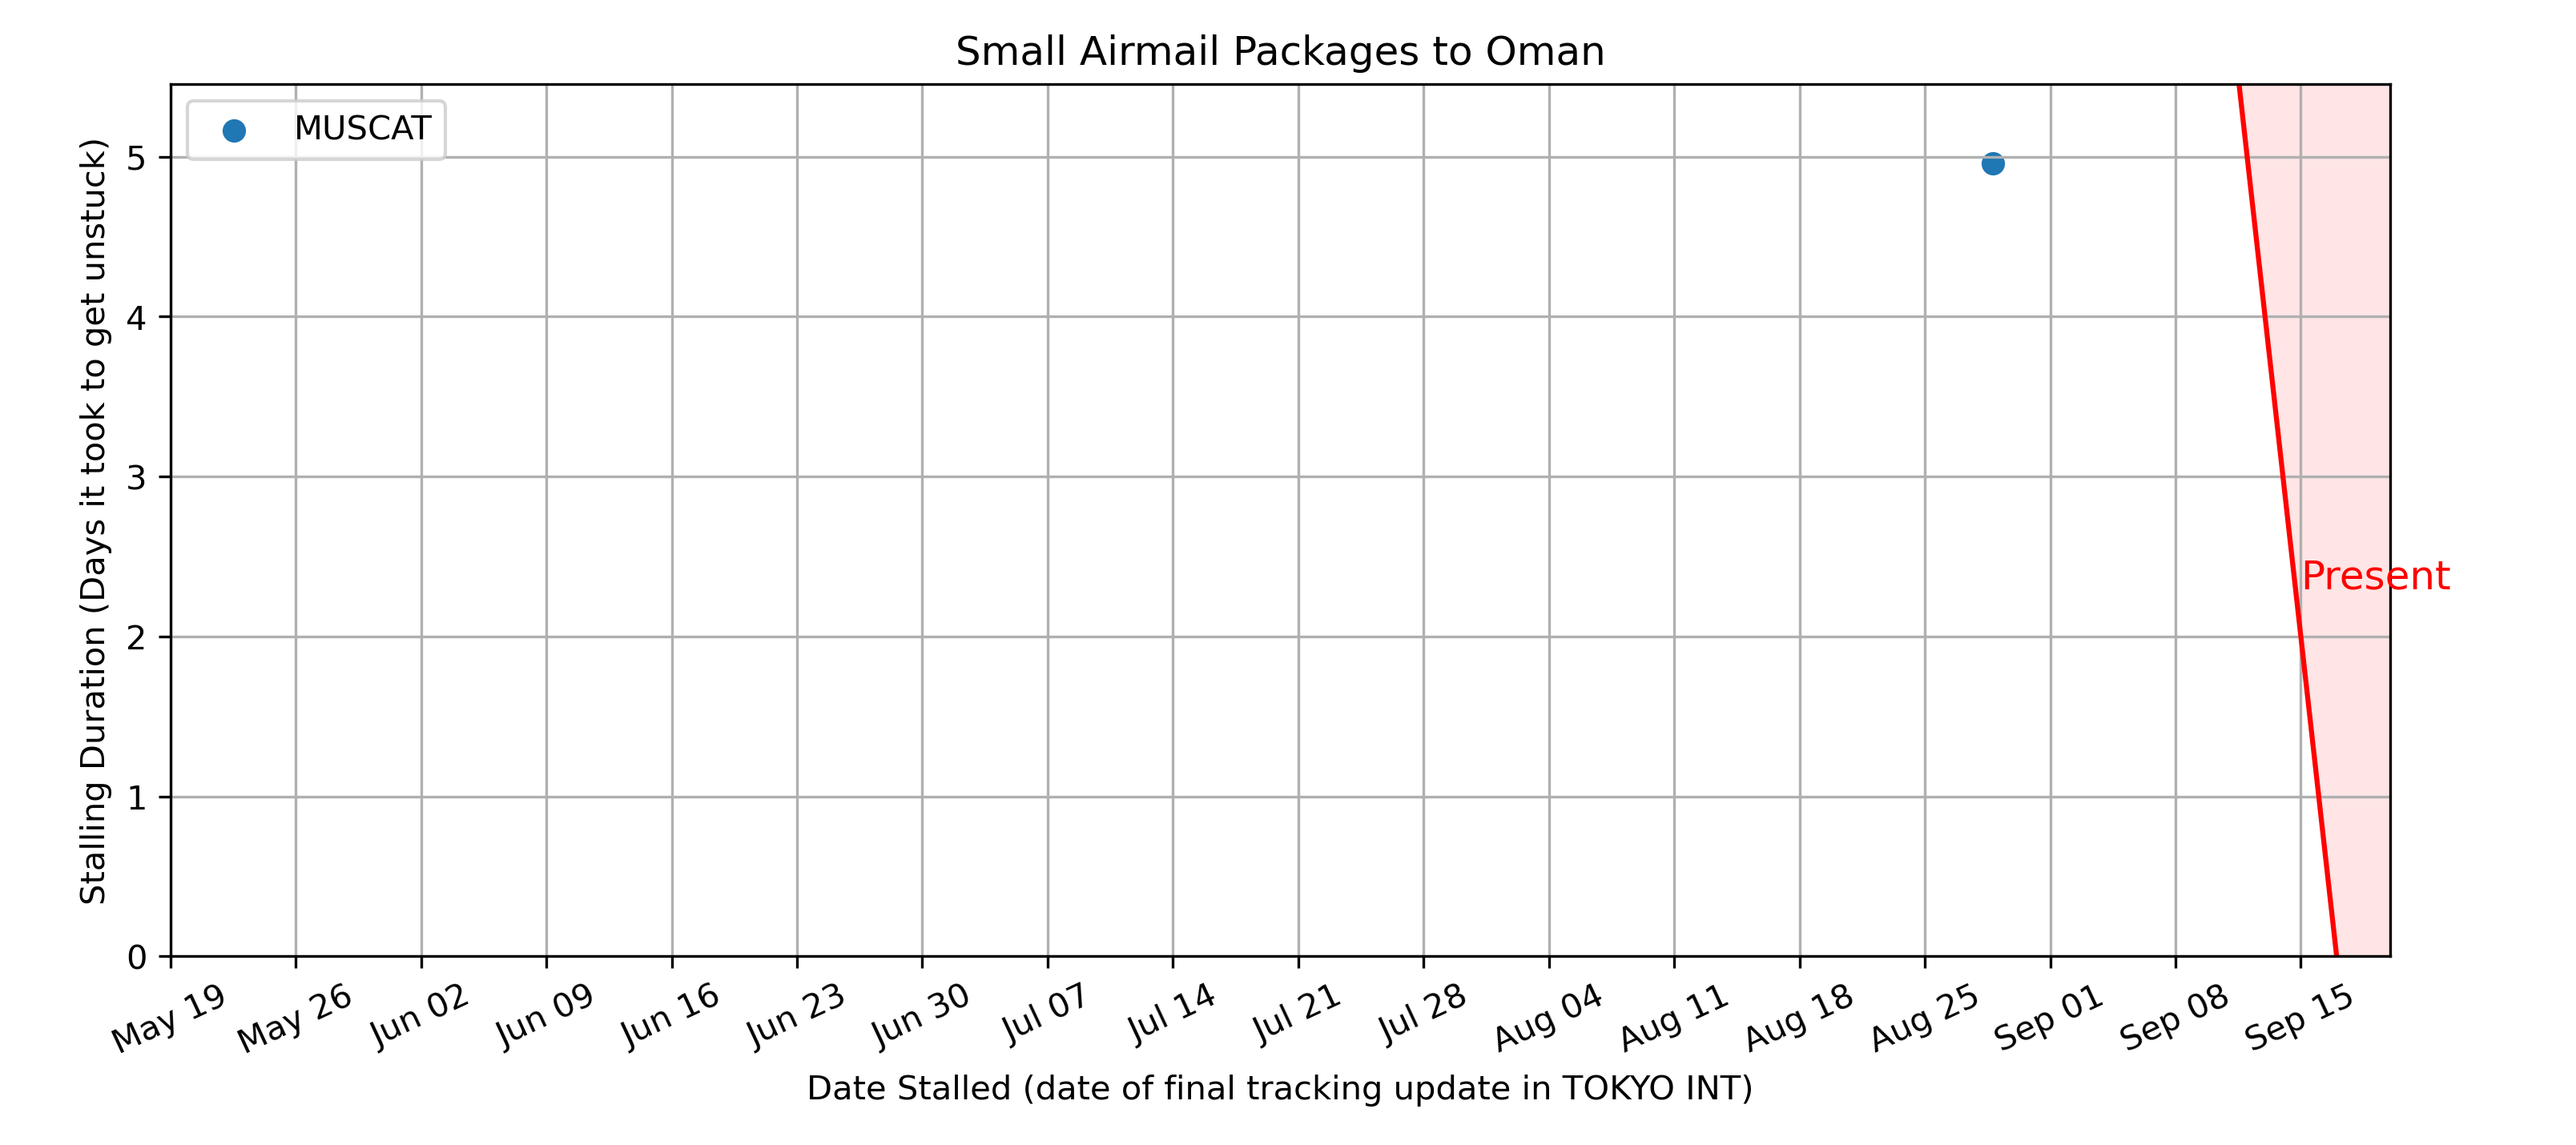 Small Airmail Packages to Oman
MUSCAT
Stalling Duration (Days it took to get unstuck)
5
4
3
2
1
0
Present
May 19
May 26
Jun 02
Jun 09
Jun 16
Jun 23
Jun 30
Jul 07
Jul 14
Jul 21
Jul 28
Aug 04
Aug 11
Aug 18
Aug 25
Sep 01
Sep 08
Sep 15
Date Stalled (date of final tracking update in TOKYO INT)